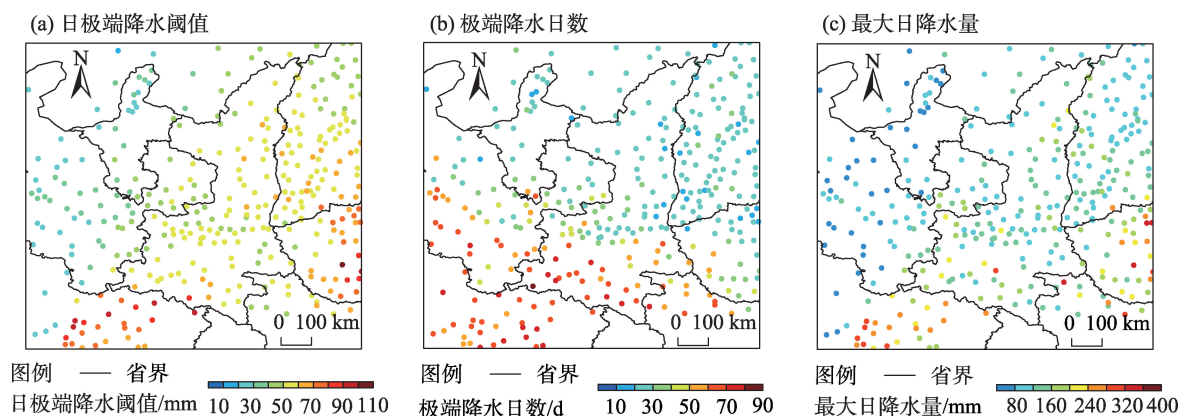 (a) 日极端降水阈值
N
0 100 km
图例 省界
日极端降水阈值/mm 10 30 50 70 90 110
(b) 极端降水日数
N
0 100 km
图例 省界
极端降水日数/d 10 30 50 70 90
(c) 最大日降水量
N
0 100 km
图例 省界
最大日降水量/mm 80 160 240 320 400